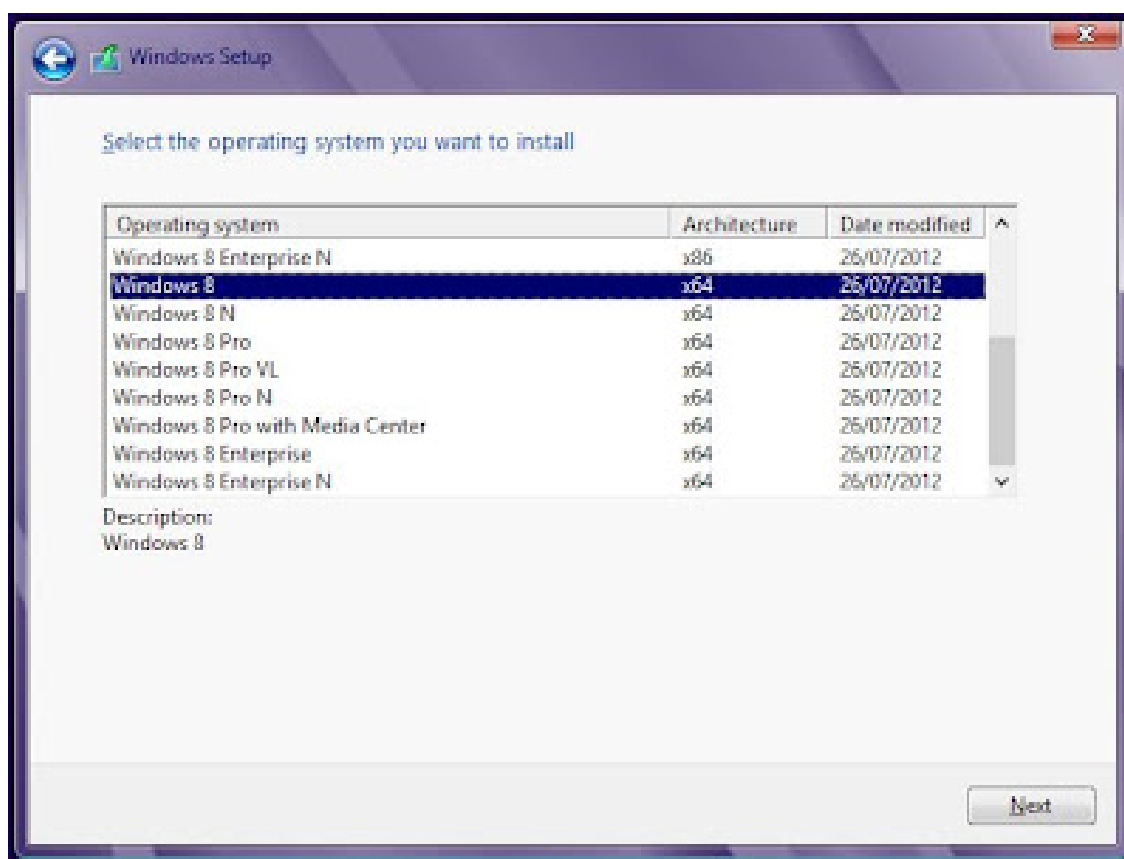 Windows Setup
Select the operating system you want to install
Operating system Architecture Date modified
Windows 8 Enterprise N x86 26/07/2012
Windows 8 x64 26/07/2012
Windows 8 N x64 26/07/2012
Windows 8 Pro x64 26/07/2012
Windows 8 Pro VL x64 26/07/2012
Windows 8 Pro N x64 26/07/2012
Windows 8 Pro with Media Center x64 26/07/2012
Windows 8 Enterprise x64 26/07/2012
Windows 8 Enterprise N x64 26/07/2012
Description:
Windows 8
Next